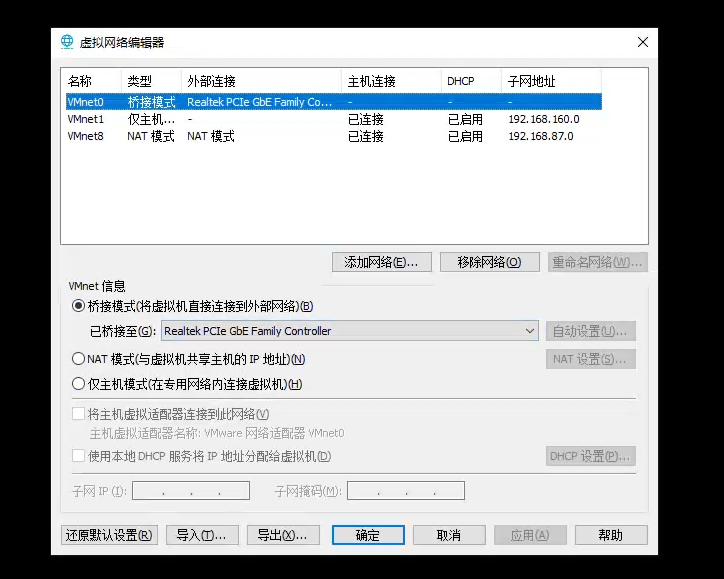 虚拟网络编辑器
名称 类型 外部连接 主机连接 DHCP 子网地址
VMnet0 桥接模式 Realtek PCIe GbE Family Co... - - -
VMnet1 仅主机... - 已连接 已启用 192.168.160.0
VMnet8 NAT 模式 NAT 模式 已连接 已启用 192.168.87.0
添加网络(E)... 移除网络(O) 重命名网络(W)...
VMnet 信息
桥接模式(将虚拟机直接连接到外部网络)(B)
已桥接至(G): Realtek PCIe GbE Family Controller 自动设置(U)...
NAT 模式(与虚拟机共享主机的 IP 地址)(N) NAT 设置(S)...
仅主机模式(在专用网络内连接虚拟机)(H)
将主机虚拟适配器连接到此网络(V)
主机虚拟适配器名称: VMware 网络适配器 VMnet0
使用本地 DHCP 服务将 IP 地址分配给虚拟机(D) DHCP 设置(P)...
子网 IP (I): . . . 子网掩码(M): . . .
还原默认设置(R) 导入(T)... 导出(X)... 确定 取消 应用(A) 帮助